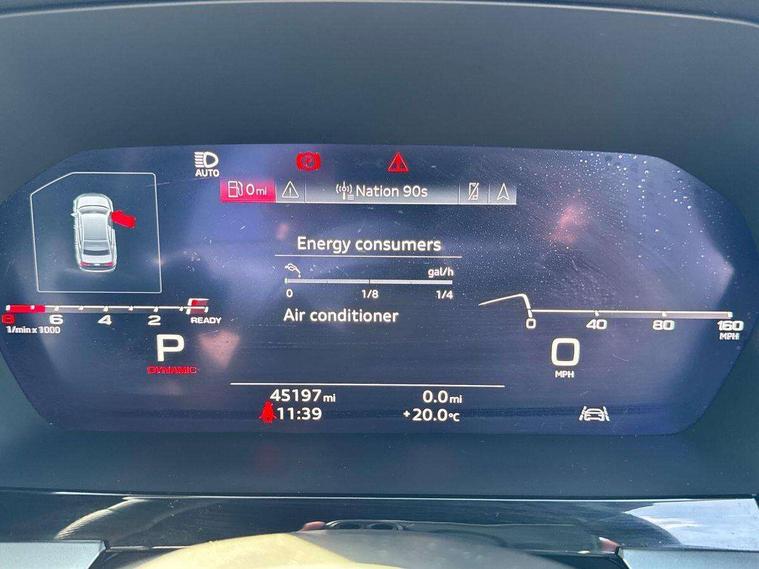 AUTO
0 mi
Nation 90s
Energy consumers
gal/h
0 1/8 1/4
Air conditioner
8 6 4 2 READY
1/min x 1000
0 40 80 160
MPH
P
DYNAMIC
0
MPH
45197 mi 0.0 mi
11:39 +20.0 °C